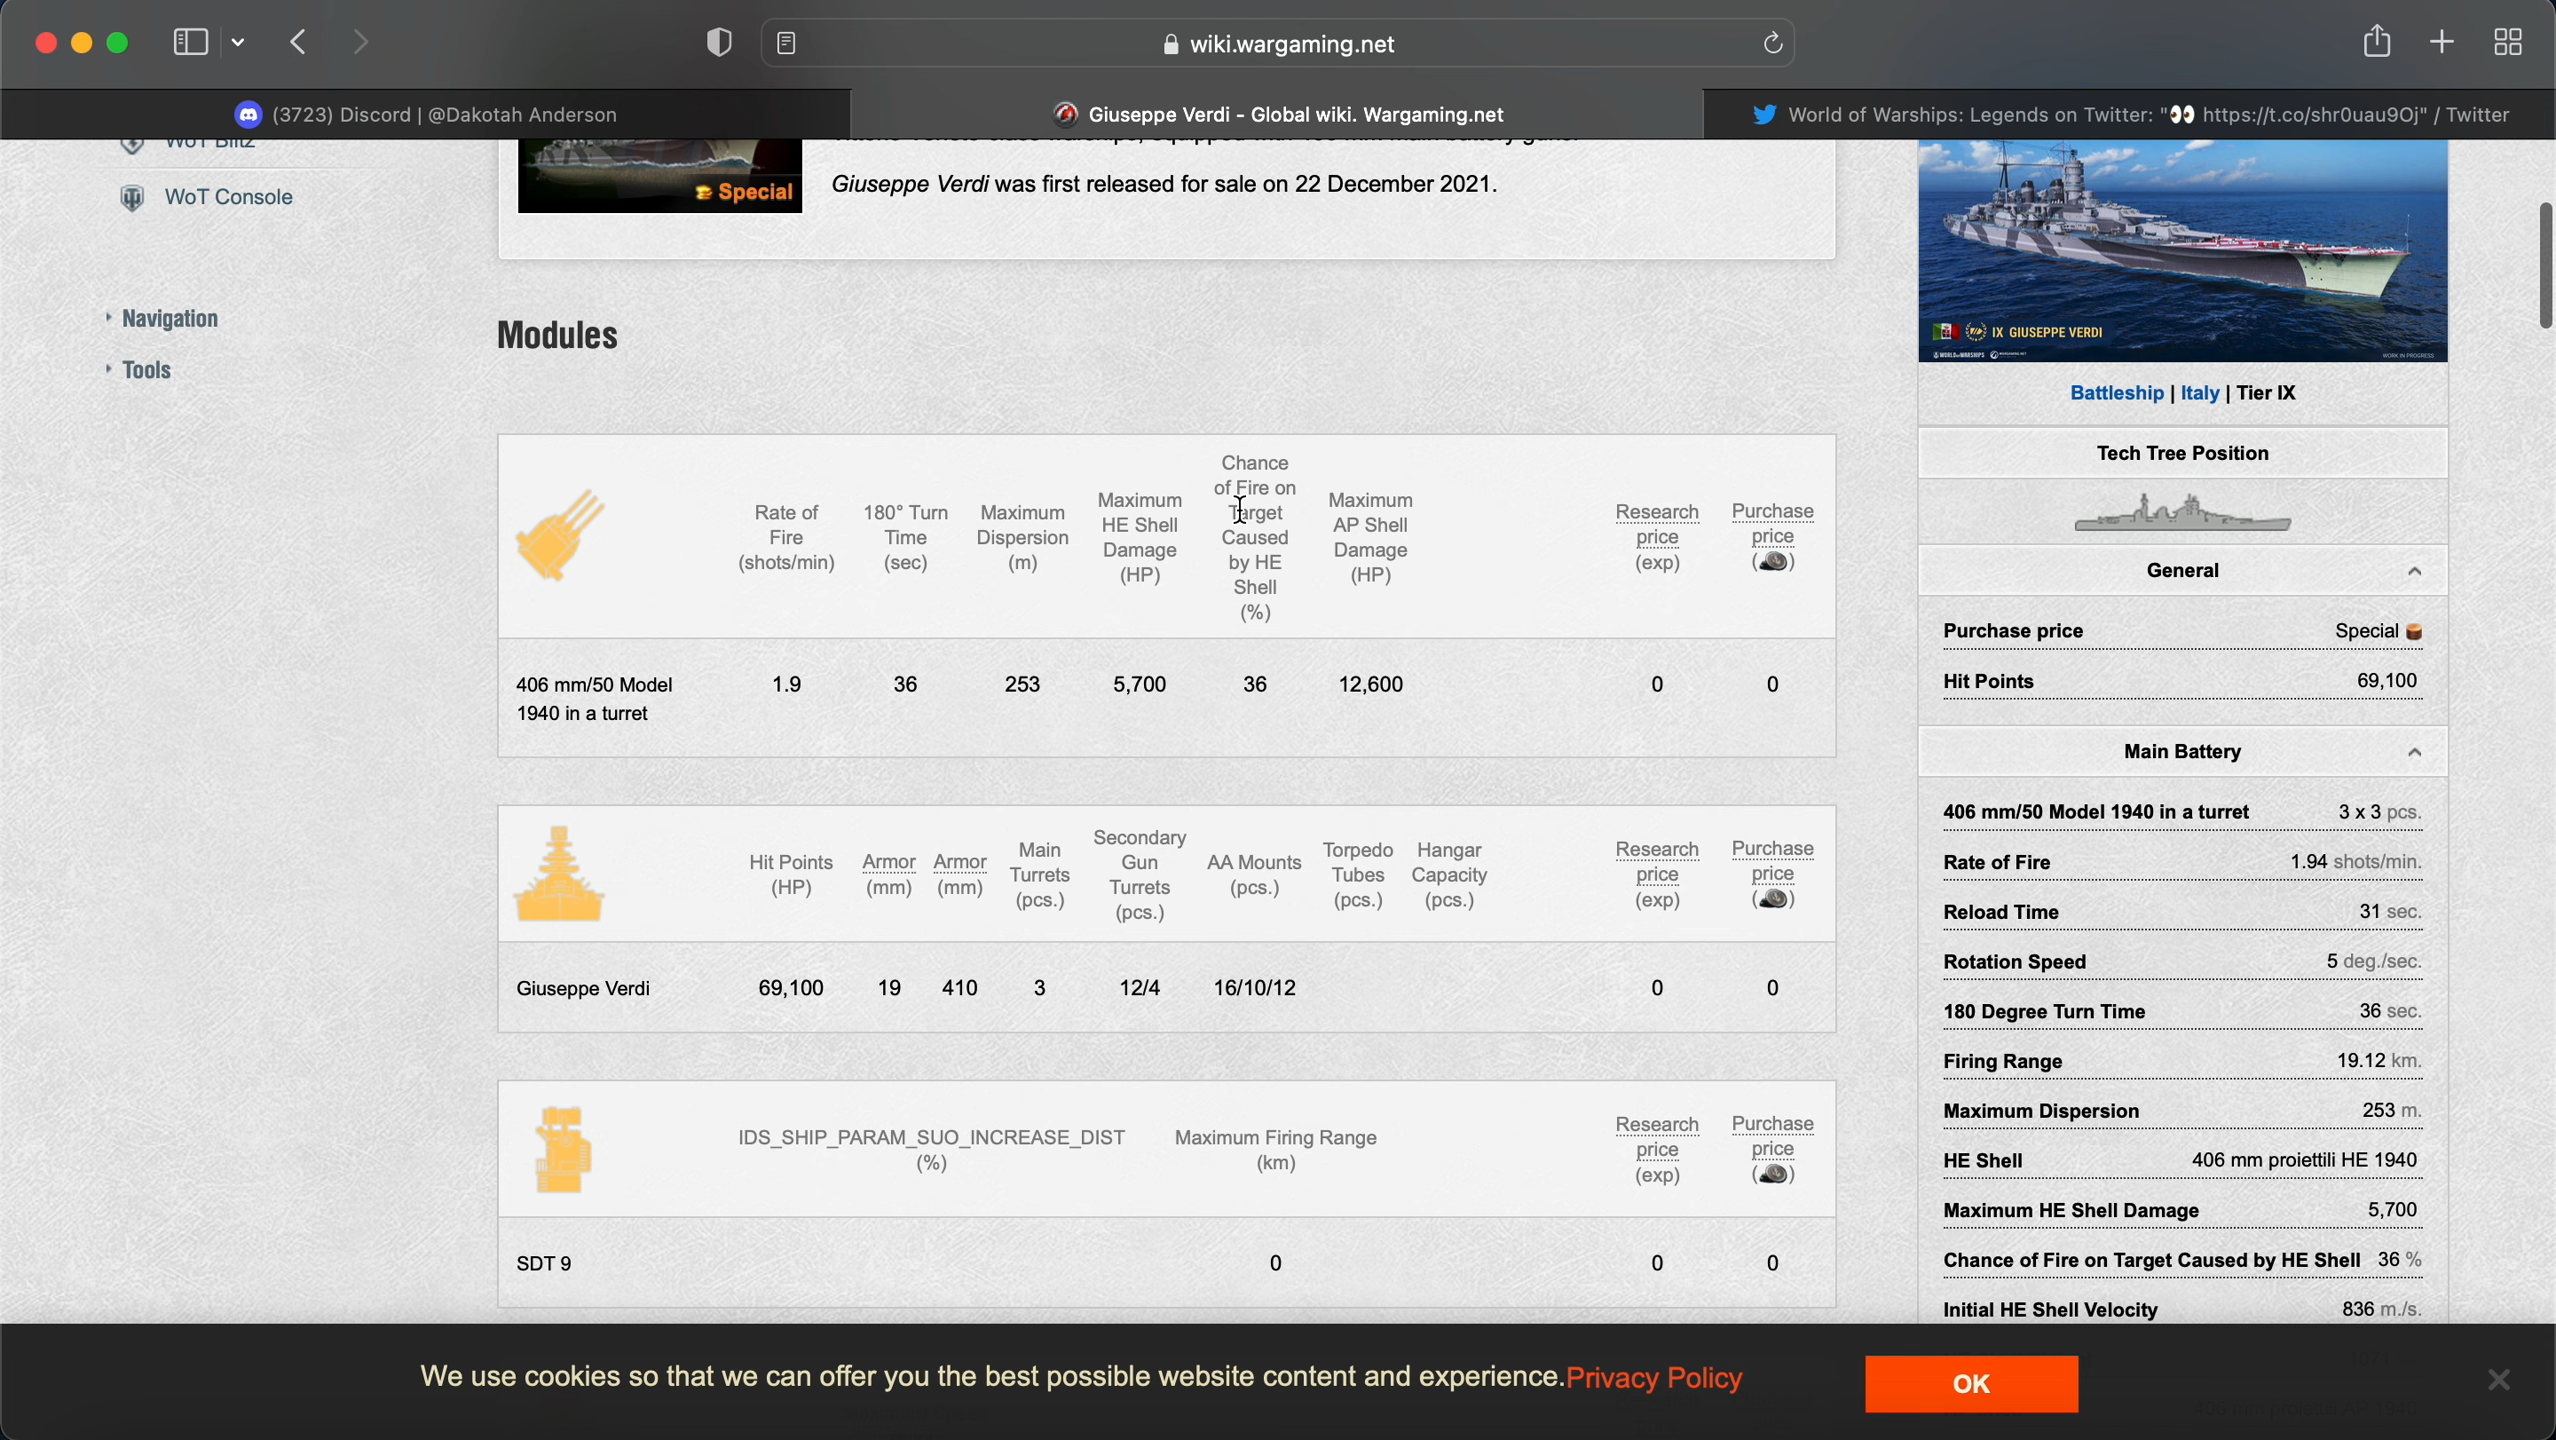 wiki.wargaming.net
(3723) Discord | @Dakotah Anderson
Giuseppe Verdi - Global wiki. Wargaming.net
World of Warships: Legends on Twitter: "👀 https://t.co/shr0uau9Oj" / Twitter
WoT Blitz
WoT Console
Navigation
Tools
Special
Giuseppe Verdi was first released for sale on 22 December 2021.
Modules
Rate of Fire (shots/min)
180° Turn Time (sec)
Maximum Dispersion (m)
Maximum HE Shell Damage (HP)
Chance of Fire on Target Caused by HE Shell (%)
Maximum AP Shell Damage (HP)
Research price (exp)
Purchase price ( )
406 mm/50 Model 1940 in a turret
1.9 36 253 5,700 36 12,600 0 0
Hit Points (HP)
Armor (mm)
Armor (mm)
Main Turrets (pcs.)
Secondary Gun Turrets (pcs.)
AA Mounts (pcs.)
Torpedo Tubes (pcs.)
Hangar Capacity (pcs.)
Research price (exp)
Purchase price ( )
Giuseppe Verdi 69,100 19 410 3 12/4 16/10/12 0 0
IDS_SHIP_PARAM_SUO_INCREASE_DIST (%)
Maximum Firing Range (km)
Research price (exp)
Purchase price ( )
SDT 9 0 0 0
IX GIUSEPPE VERDI
WORLD of WARSHIPS
WORK IN PROGRESS
Battleship | Italy | Tier IX
Tech Tree Position
General
Purchase price Special
Hit Points 69,100
Main Battery
406 mm/50 Model 1940 in a turret 3 x 3 pcs.
Rate of Fire 1.94 shots/min.
Reload Time 31 sec.
Rotation Speed 5 deg./sec.
180 Degree Turn Time 36 sec.
Firing Range 19.12 km.
Maximum Dispersion 253 m.
HE Shell 406 mm proiettili HE 1940
Maximum HE Shell Damage 5,700
Chance of Fire on Target Caused by HE Shell 36 %
Initial HE Shell Velocity 836 m./s.
We use cookies so that we can offer you the best possible website content and experience.Privacy Policy
OK